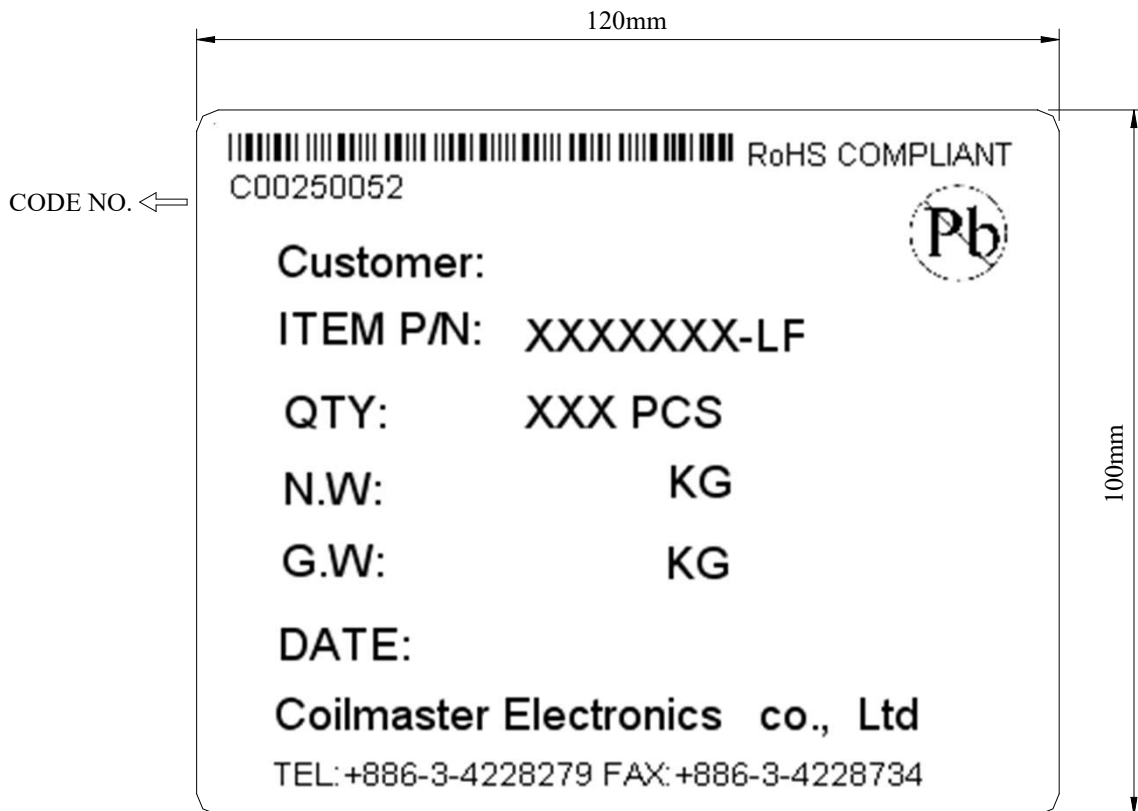 120mm
RoHS COMPLIANT
C00250052
CODE NO.
Pb
Customer:
ITEM P/N: XXXXXXX-LF
QTY: XXX PCS
N.W: KG
G.W: KG
100mm
DATE:
Coilmaster Electronics co., Ltd
TEL:+886-3-4228279 FAX:+886-3-4228734